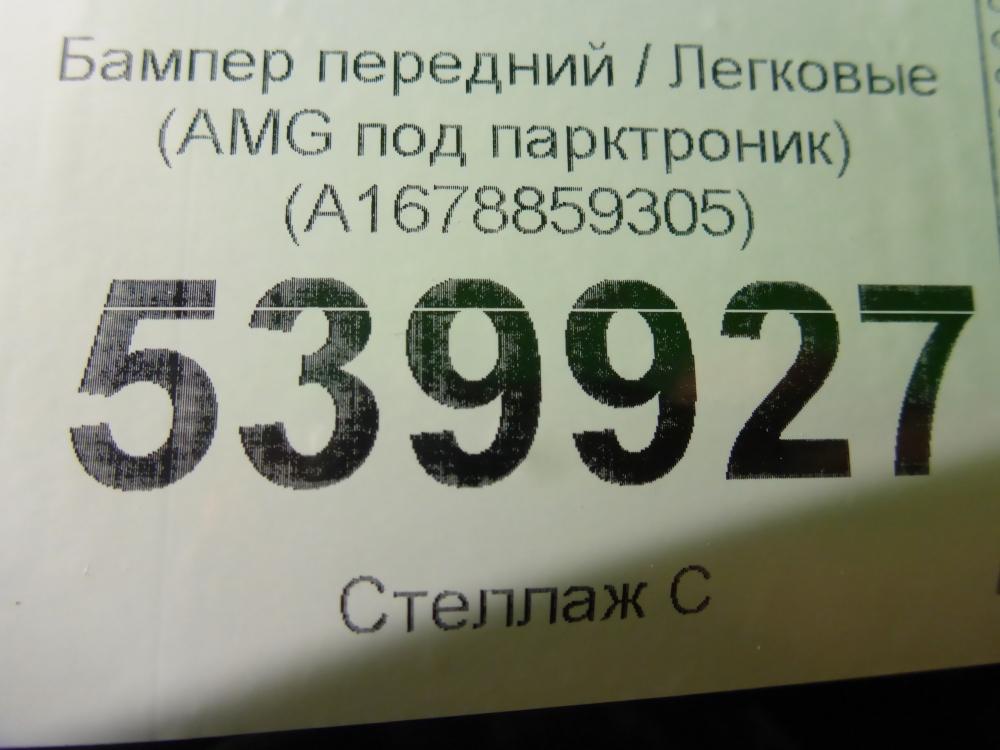 Бампер передний / Легковые
(AMG под парктроник)
(A1678859305)
539927
Стеллаж С